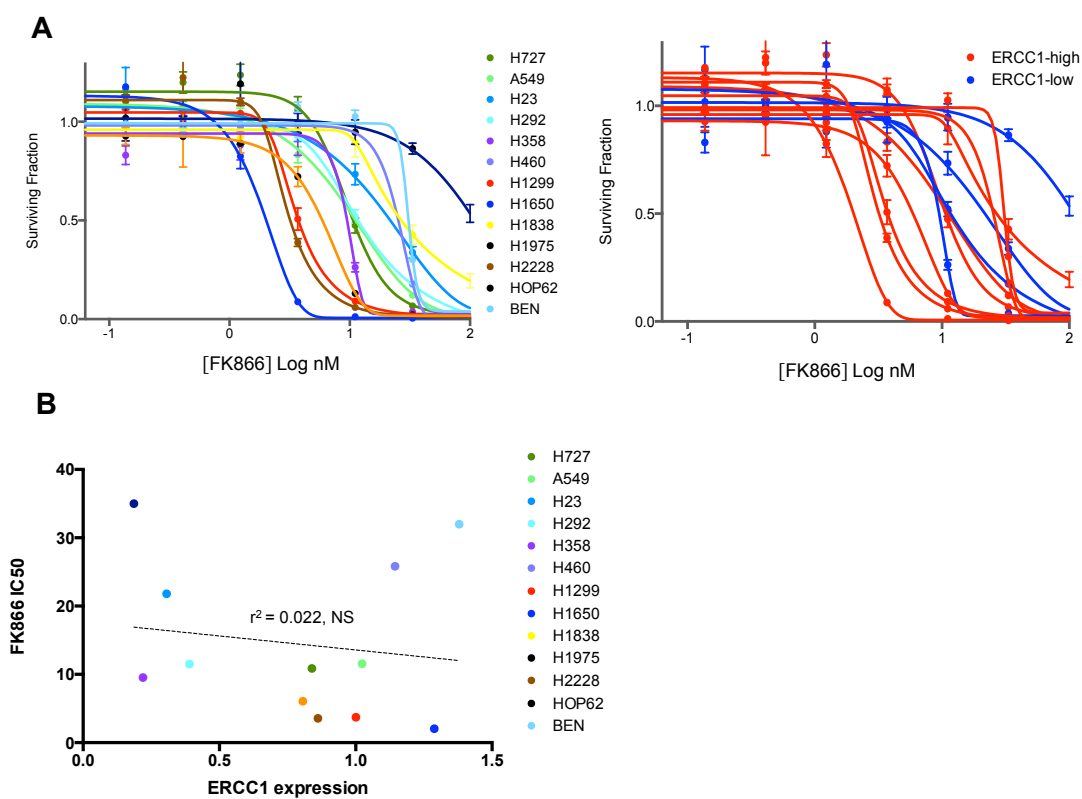 A
Surviving Fraction
1.0
0.5
0.0
-1
0
1
2
[FK866] Log nM
H727
A549
H23
H292
H358
H460
H1299
H1650
H1838
H1975
H2228
HOP62
BEN
Surviving Fraction
1.0
0.5
0.0
-1
0
1
2
[FK866] Log nM
ERCC1-high
ERCC1-low
B
FK866 IC50
40
30
20
10
0
0.0
0.5
1.0
1.5
ERCC1 expression
r² = 0.022, NS
H727
A549
H23
H292
H358
H460
H1299
H1650
H1838
H1975
H2228
HOP62
BEN